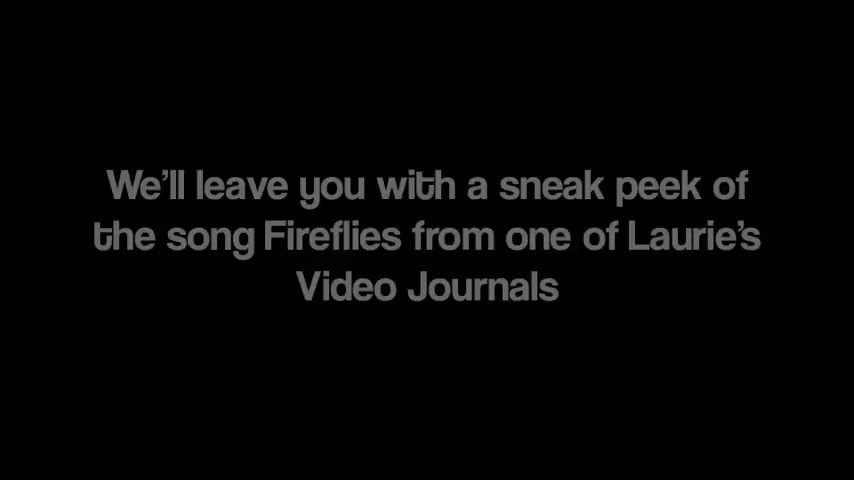 We'll leave you with a sneak peek of
the song Fireflies from one of Laurie's
Video Journals